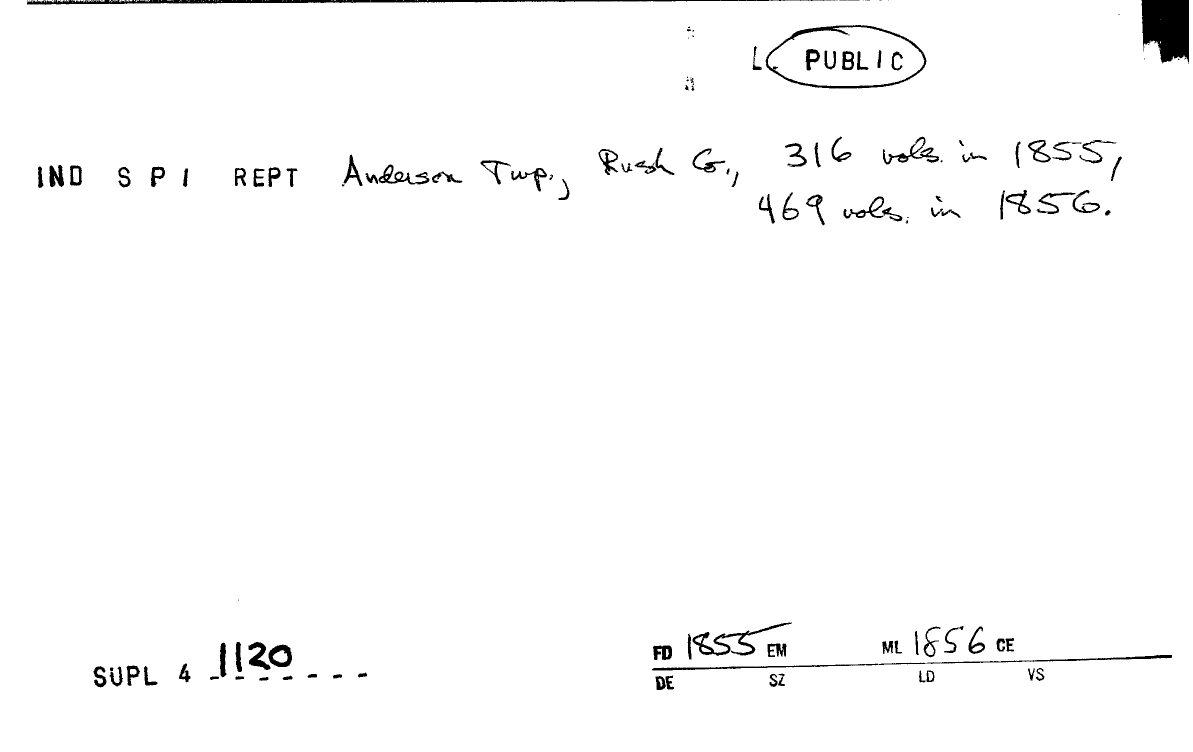 L. PUBLIC
IND S P I REPT Anderson Twp., Rush Co., 316 vols. in 1855,
469 vols. in 1856.
SUPL 4 1120
FD 1855 EM ML 1856 CE
DE SZ LD VS